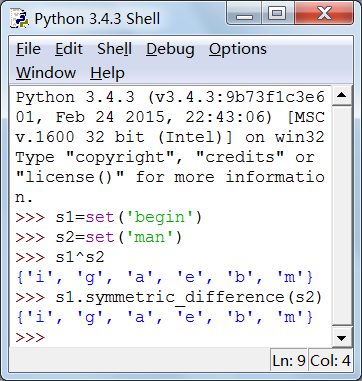 Python 3.4.3 Shell
File Edit Shell Debug Options
Window Help
Python 3.4.3 (v3.4.3:9b73f1c3e6
01, Feb 24 2015, 22:43:06) [MSC
v.1600 32 bit (Intel)] on win32
Type "copyright", "credits" or
"license()" for more informatio
n.
>>> s1=set('begin')
>>> s2=set('man')
>>> s1^s2
{'i', 'g', 'a', 'e', 'b', 'm'}
>>> s1.symmetric_difference(s2)
{'i', 'g', 'a', 'e', 'b', 'm'}
>>>
Ln: 9 Col: 4